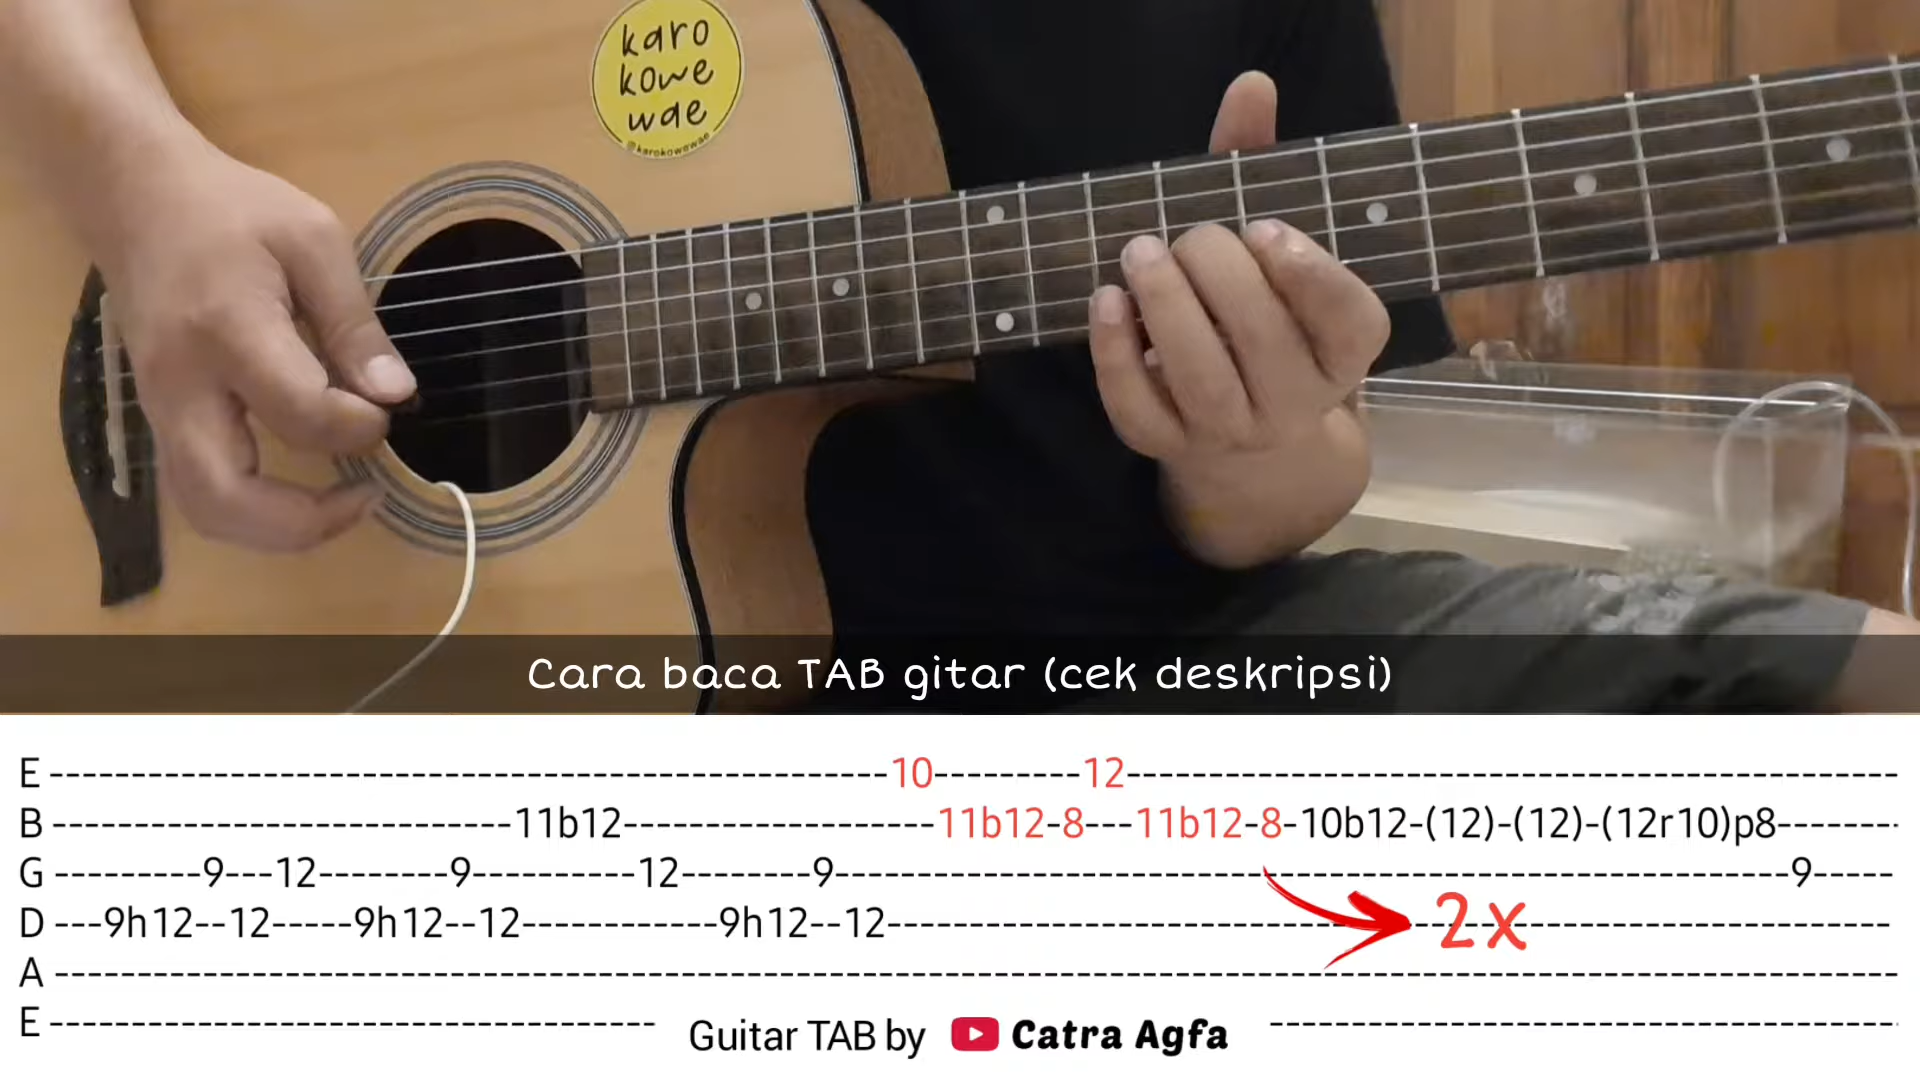 karo
kowe
wae
@karokowewae
Cara baca TAB gitar (cek deskripsi)
E ----------------------------------------------------10---------12------------------------------------------------
B -----------------------------11b12--------------------11b12-8---11b12-8-10b12-(12)-(12)-(12r10)p8--------
G ---------9---12--------9----------12--------9-----------------------------------------------------------9-----
D ---9h12--12-----9h12--12------------9h12--12-------------------------------- 2x -----------------------
A -------------------------------------------------------------------------------------------------------------------
E -------------------------------------- Guitar TAB by Catra Agfa ---------------------------------------